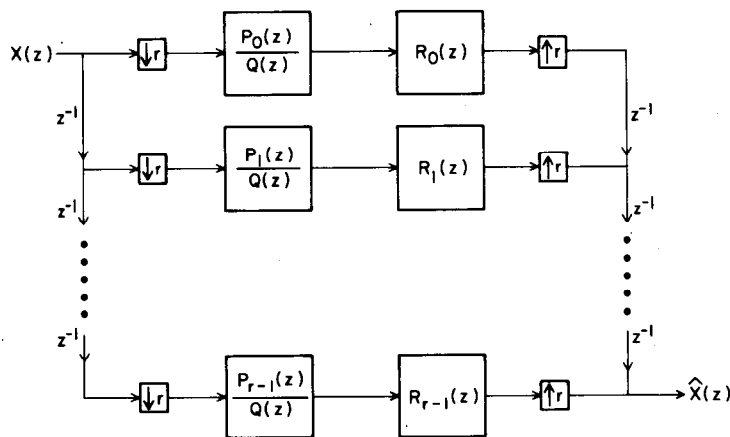 X(z) ↓r P₀(z)/Q(z) R₀(z) ↑r
z⁻¹ z⁻¹
↓r P₁(z)/Q(z) R₁(z) ↑r
z⁻¹ z⁻¹
z⁻¹ z⁻¹
↓r Pᵣ₋₁(z)/Q(z) Rᵣ₋₁(z) ↑r X̂(z)